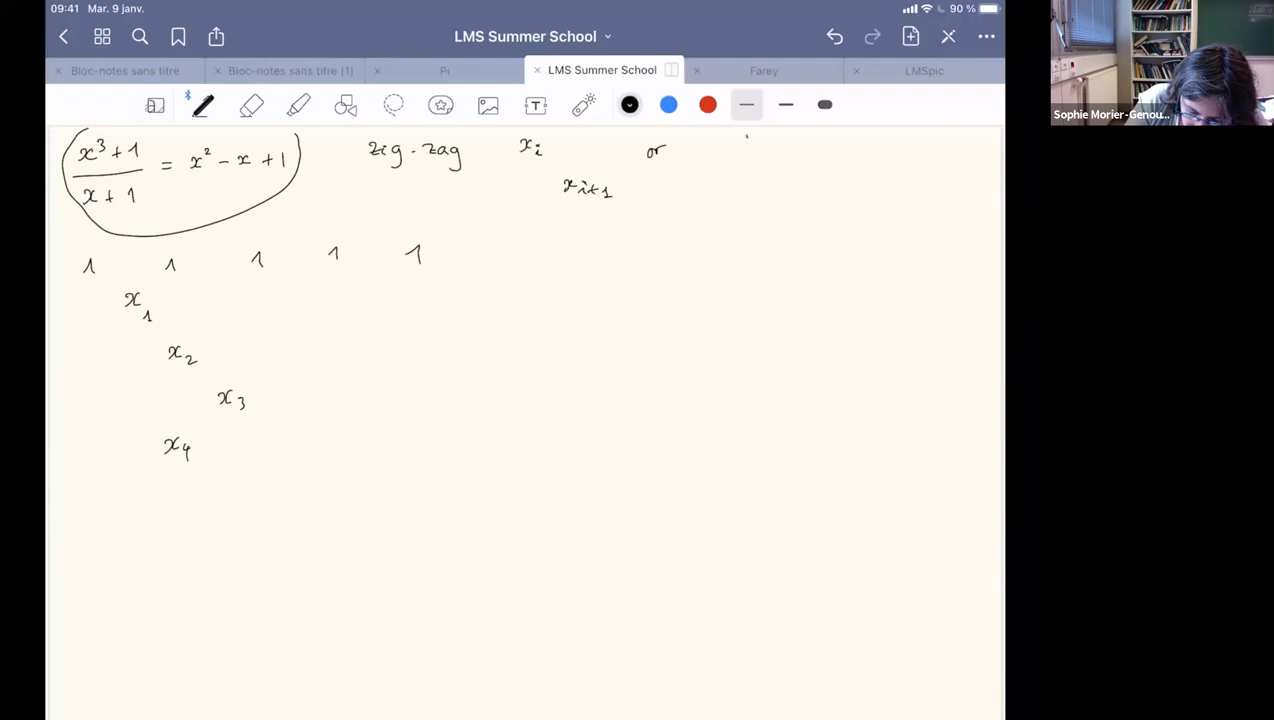 09:41 Mar. 9 janv. 90 %
LMS Summer School
Bloc-notes sans titre Bloc-notes sans titre (1) Pi LMS Summer School Farey LMSpic
Sophie Morier-Genou...
x³ + 1 / x + 1 = x² - x + 1 zig-zag xᵢ or
xᵢ₊₁
1 1 1 1 1
x₁
x₂
x₃
x₄